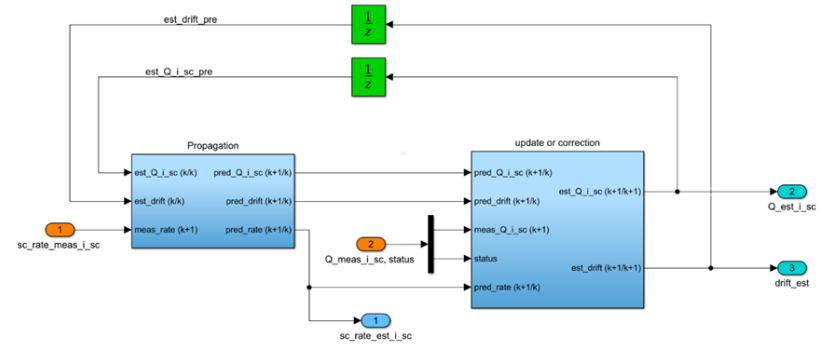 est_drift_pre
1
z
est_Q_i_sc_pre
1
z
Propagation
est_Q_i_sc (k/k)
pred_Q_i_sc (k+1/k)
est_drift (k/k)
pred_drift (k+1/k)
meas_rate (k+1)
pred_rate (k+1/k)
1
sc_rate_meas_i_sc
update or correction
pred_Q_i_sc (k+1/k)
est_Q_i_sc (k+1/k+1)
pred_drift (k+1/k)
meas_Q_i_sc (k+1)
status
est_drift (k+1/k+1)
pred_rate (k+1/k)
2
Q_meas_i_sc, status
1
sc_rate_est_i_sc
2
Q_est_i_sc
3
drift_est